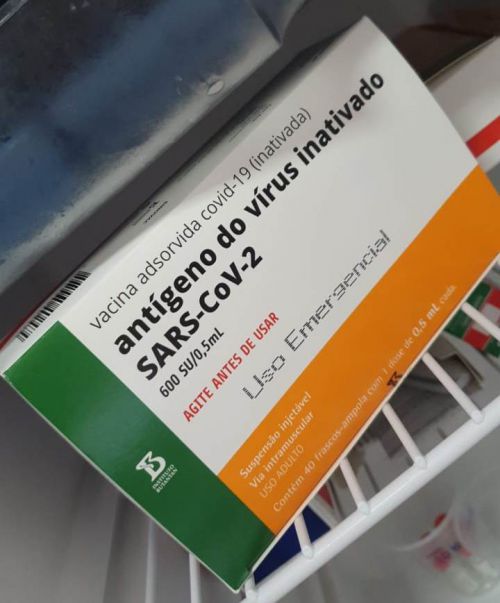 vacina adsorvida covid-19 (inativada)
antígeno do vírus inativado
SARS-CoV-2
600 SU/0,5mL
AGITE ANTES DE USAR
Uso Emergencial
Suspensão injetável
Via intramuscular
USO ADULTO
Contém 40 frascos-ampola com 1 dose de 0,5 mL cada.
INSTITUTO
BUTANTAN